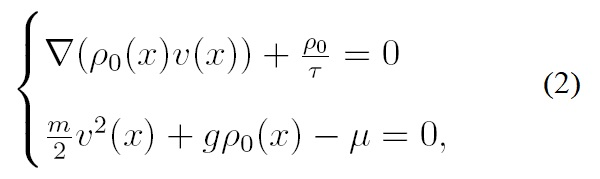 ∇(ρ₀(x)v(x)) + ρ₀/τ = 0
(2)
m/2 v²(x) + gρ₀(x) − μ = 0,